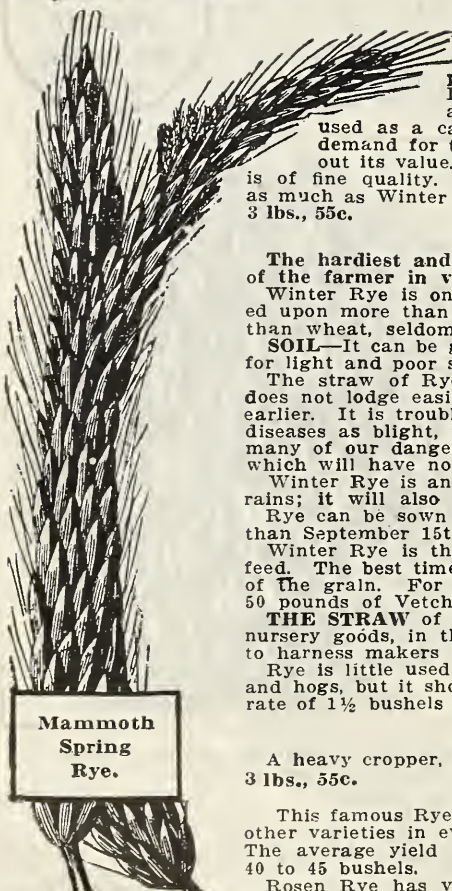 a
used as a ca
demand for t
out its value.
is of fine quality.
as much as Winter
3 lbs., 55c.
The hardiest and
of the farmer in v
Winter Rye is on
ed upon more than
than wheat, seldom
SOIL—It can be g
for light and poor s
The straw of Rye
does not lodge easi
earlier. It is troubl
diseases as blight,
many of our dange
which will have no
Winter Rye is an
rains; it will also
Rye can be sown
than September 15t
Winter Rye is th
feed. The best time
of the grain. For
50 pounds of Vetch
THE STRAW of
nursery goods, in th
to harness makers
Rye is little used
and hogs, but it sho
rate of 1½ bushels
Mammoth
Spring
Rye.
A heavy cropper,
3 lbs., 55c.
This famous Rye
other varieties in ev
The average yield
40 to 45 bushels.
Rosen Rye has v